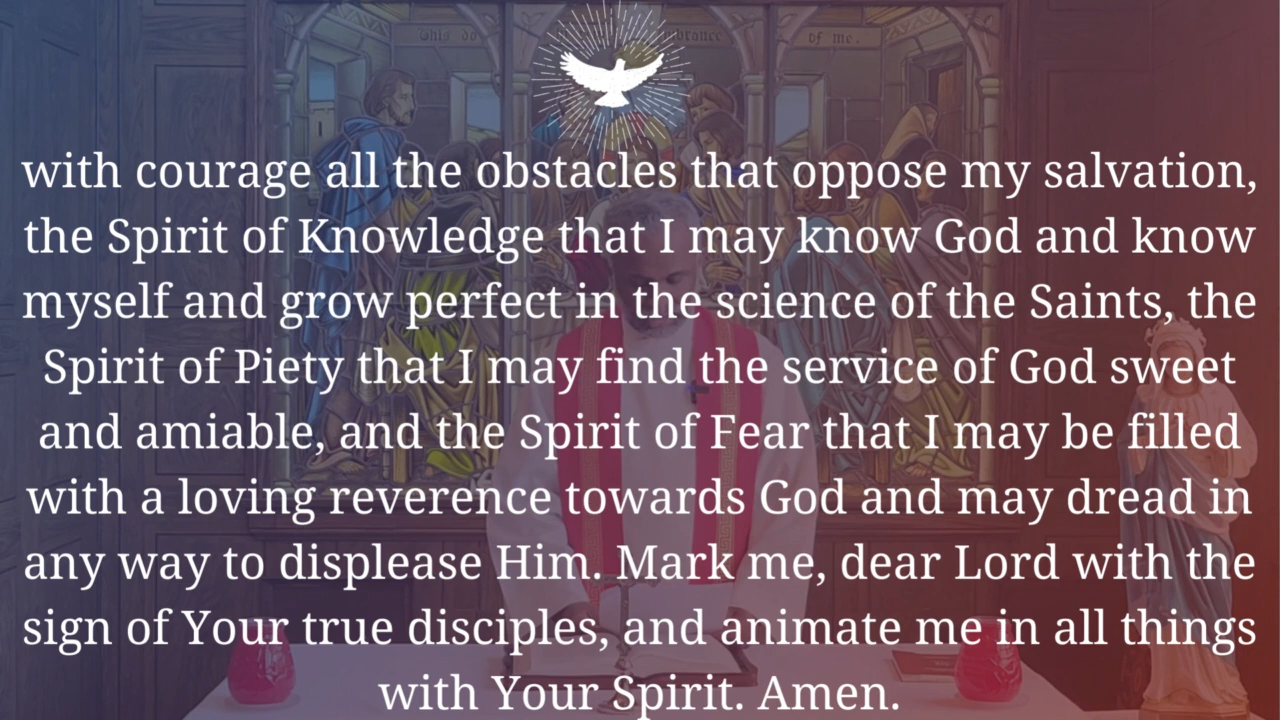 This do
of me.
with courage all the obstacles that oppose my salvation,
the Spirit of Knowledge that I may know God and know
myself and grow perfect in the science of the Saints, the
Spirit of Piety that I may find the service of God sweet
and amiable, and the Spirit of Fear that I may be filled
with a loving reverence towards God and may dread in
any way to displease Him. Mark me, dear Lord with the
sign of Your true disciples, and animate me in all things
with Your Spirit. Amen.